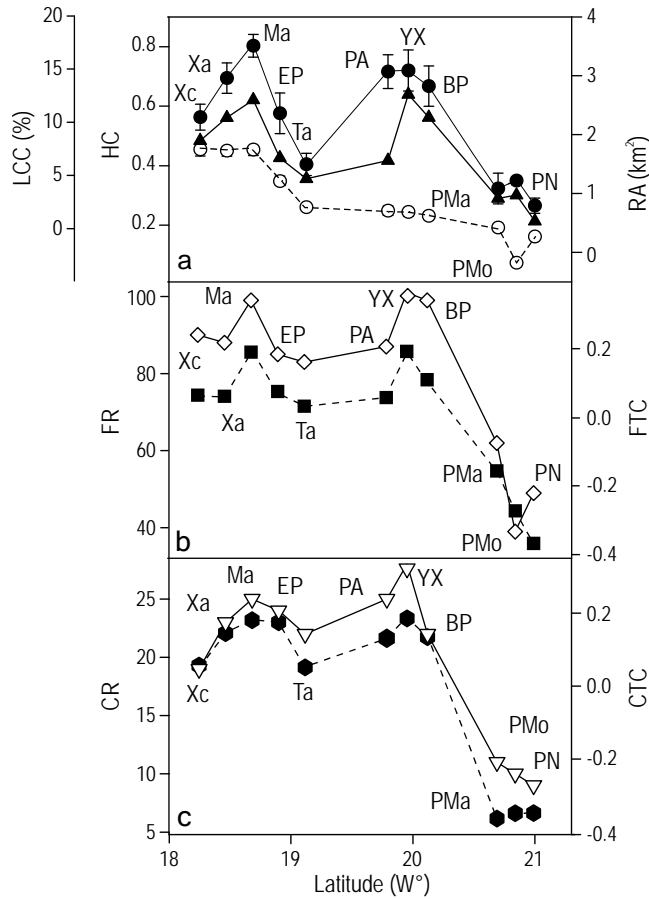 20
15
10
5
0
LCC (%)
0.8
0.6
0.4
0.2
HC
4
3
2
1
0
RA (km²)
Xc
Xa
Ma
EP
Ta
PA
YX
BP
PMa
PMo
PN
a
100
80
60
40
FR
0.2
0.0
-0.2
-0.4
FTC
Xc
Xa
Ma
EP
Ta
PA
YX
BP
PMa
PMo
PN
b
25
20
15
10
5
CR
0.2
0.0
-0.2
-0.4
CTC
Xc
Xa
Ma
EP
Ta
PA
YX
BP
PMa
PMo
PN
c
18
19
20
21
Latitude (W°)